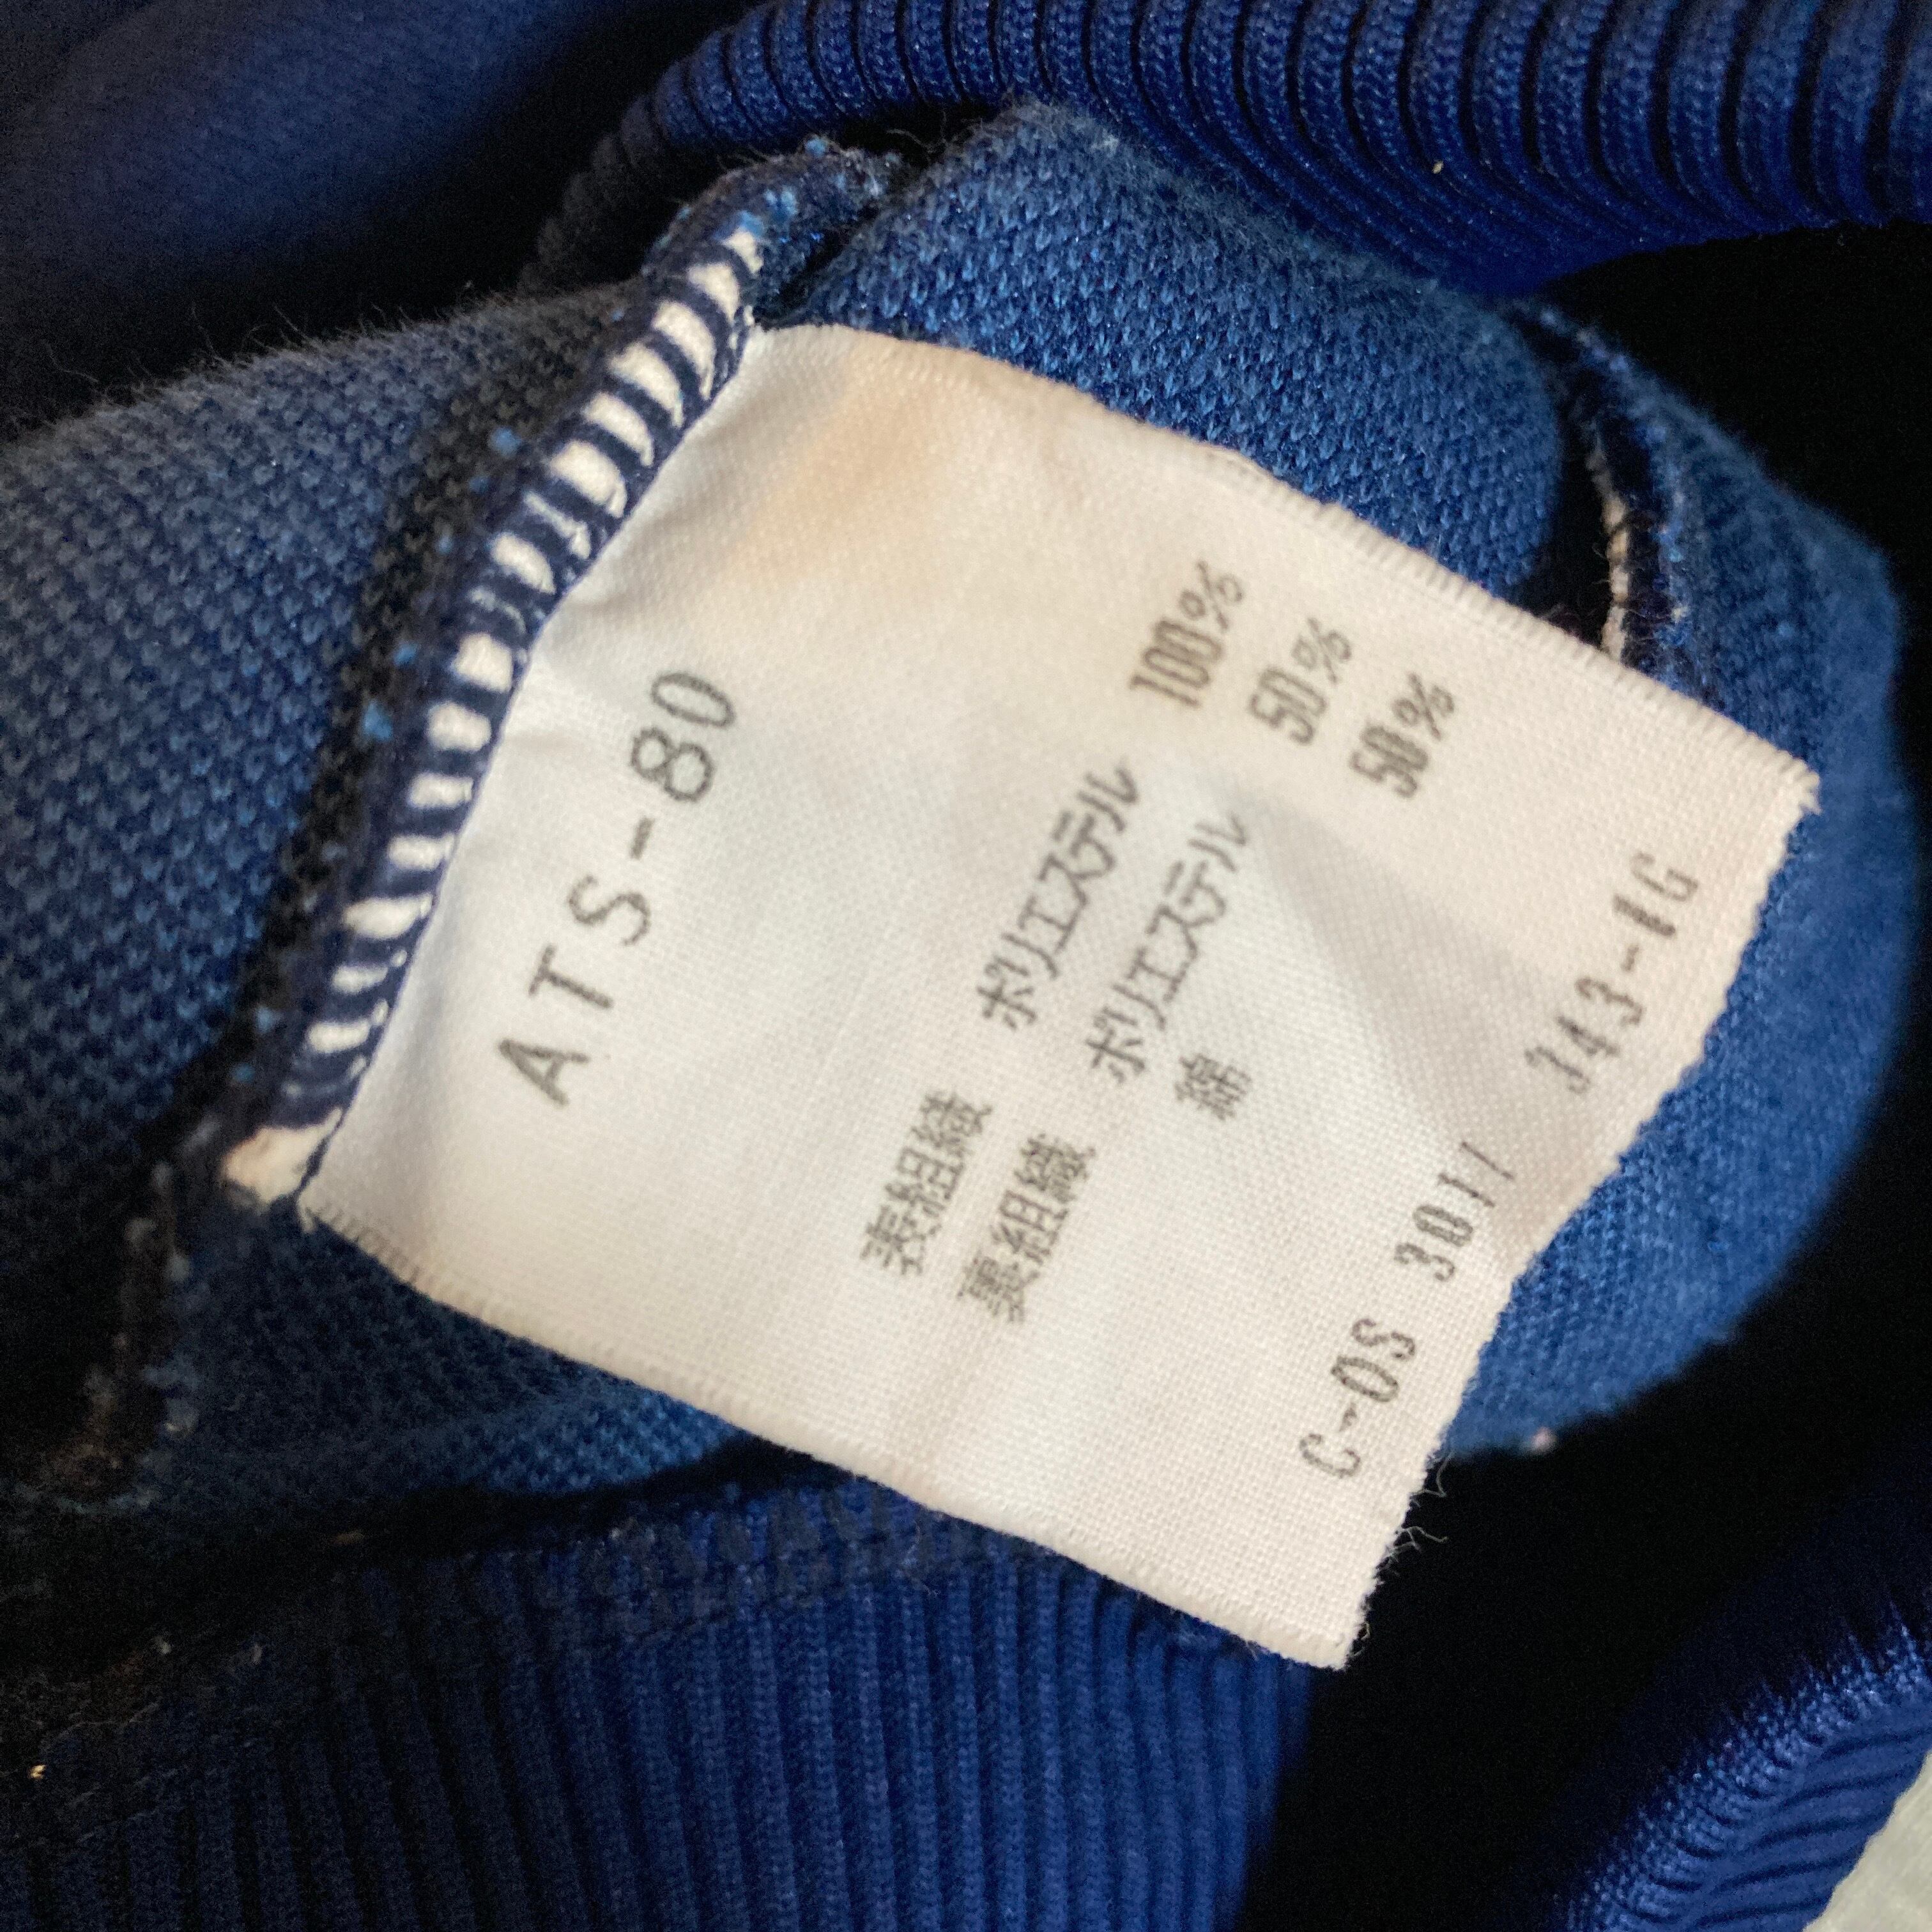 ATS-80
表組織 ポリエステル 100%
裏組織 ポリエステル 50%
綿 50%
C-OS 3017 343-1G